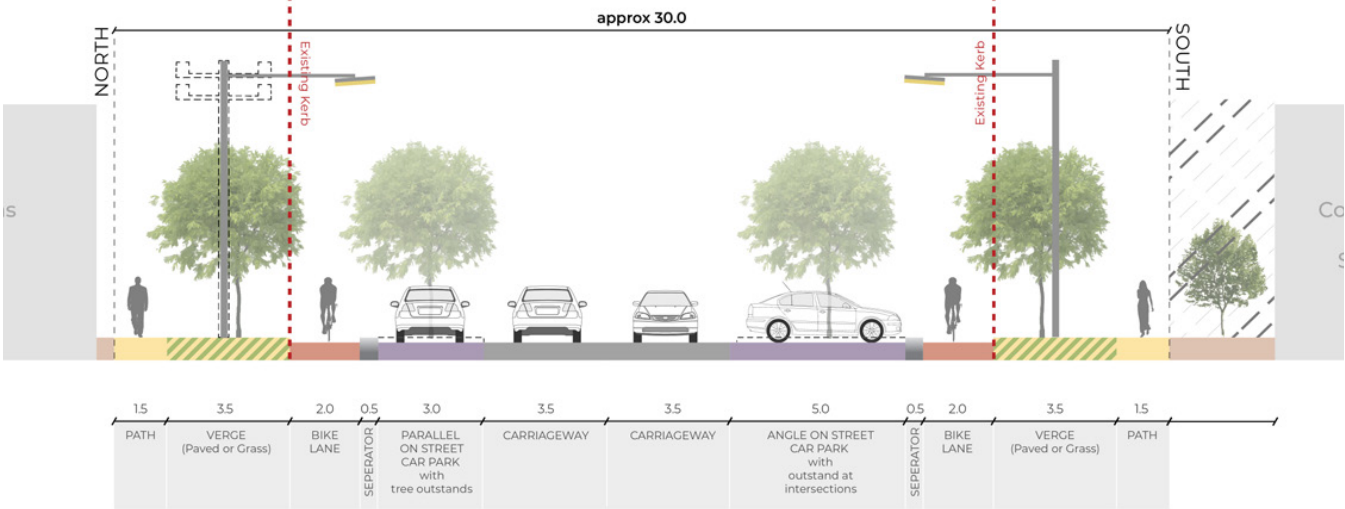 approx 30.0
NORTH
Existing Kerb
Existing Kerb
SOUTH
1.5
3.5
2.0
0.5
3.0
3.5
3.5
5.0
0.5
2.0
3.5
1.5
PATH
VERGE
(Paved or Grass)
BIKE
LANE
SEPERATOR
PARALLEL
ON STREET
CAR PARK
with
tree outstands
CARRIAGEWAY
CARRIAGEWAY
ANGLE ON STREET
CAR PARK
with
outstand at
intersections
SEPERATOR
BIKE
LANE
VERGE
(Paved or Grass)
PATH